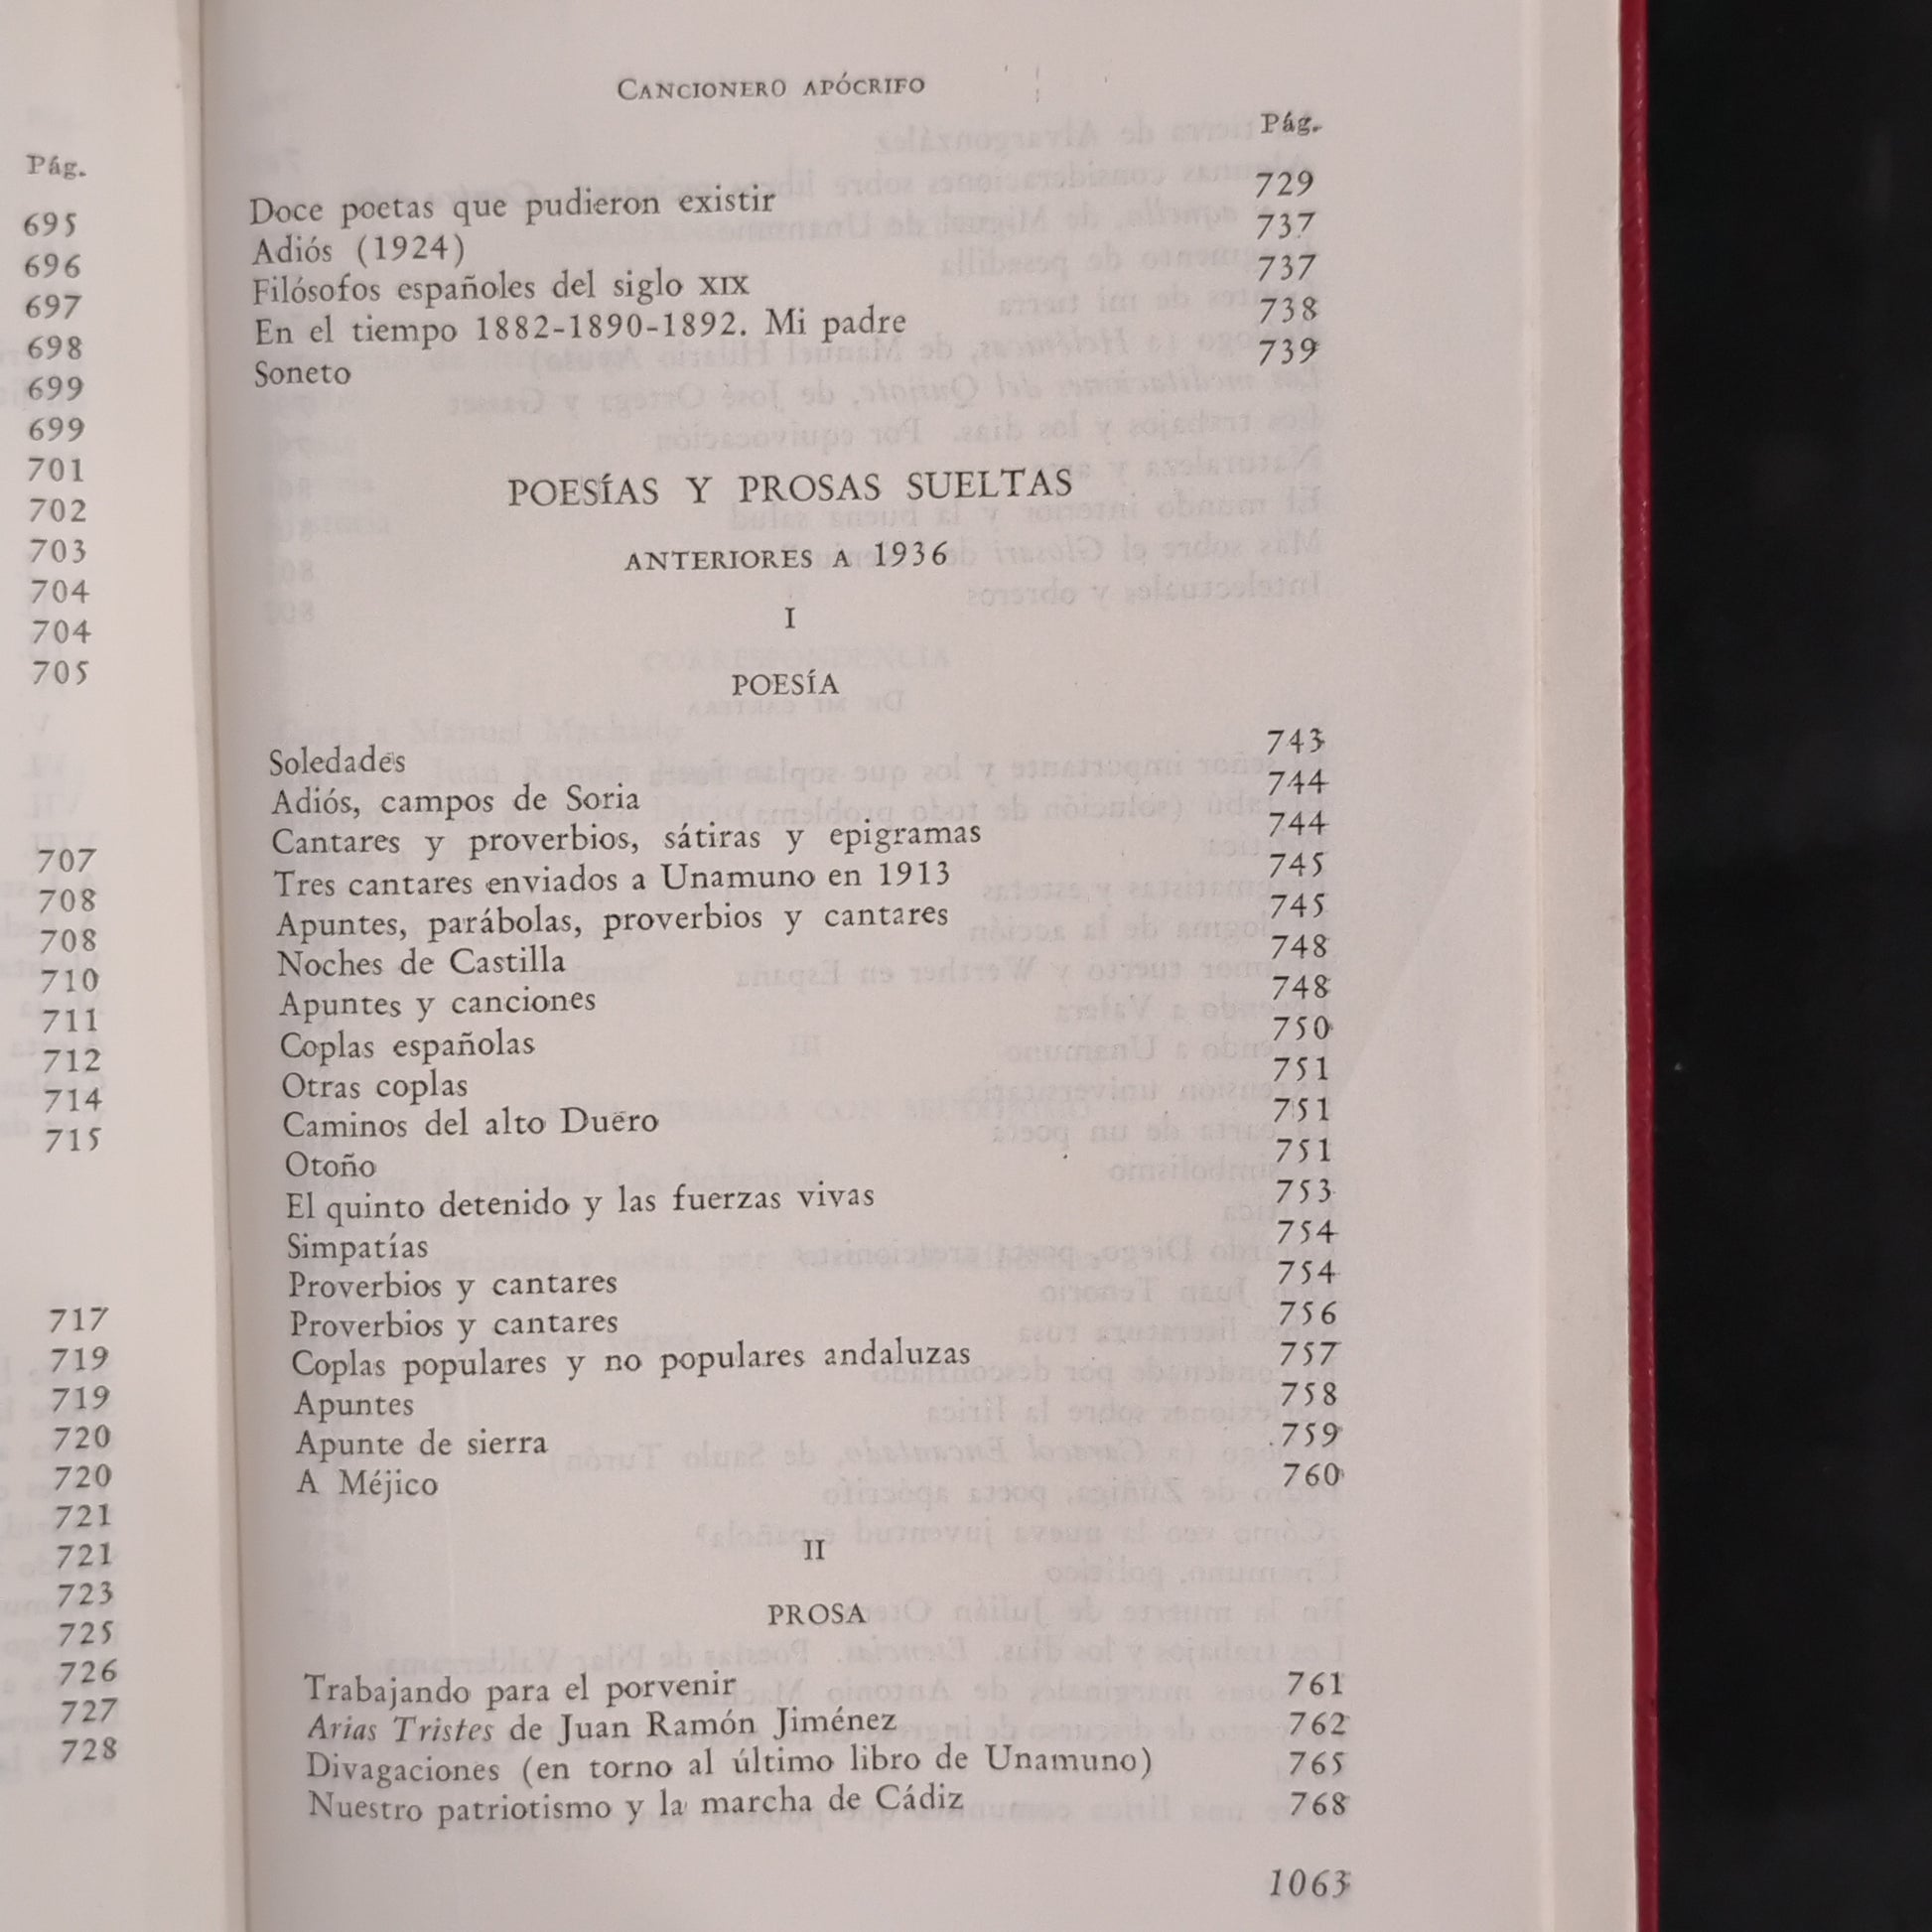 Pág.
695
696
697
698
699
699
701
702
703
704
704
705
707
708
708
710
711
712
714
715
717
719
719
720
720
721
721
723
725
726
727
728
CANCIONERO APÓCRIFO
Pág.
Doce poetas que pudieron existir 729
Adiós (1924) 737
Filósofos españoles del siglo XIX 737
En el tiempo 1882-1890-1892. Mi padre 738
Soneto 739
POESÍAS Y PROSAS SUELTAS
ANTERIORES A 1936
I
POESÍA
Soledades 743
Adiós, campos de Soria 744
Cantares y proverbios, sátiras y epigramas 744
Tres cantares enviados a Unamuno en 1913 745
Apuntes, parábolas, proverbios y cantares 745
Noches de Castilla 748
Apuntes y canciones 748
Coplas españolas 750
Otras coplas 751
Caminos del alto Duero 751
Otoño 751
El quinto detenido y las fuerzas vivas 753
Simpatías 754
Proverbios y cantares 754
Proverbios y cantares 756
Coplas populares y no populares andaluzas 757
Apuntes 758
Apunte de sierra 759
A Méjico 760
II
PROSA
Trabajando para el porvenir 761
Arias Tristes de Juan Ramón Jiménez 762
Divagaciones (en torno al último libro de Unamuno) 765
Nuestro patriotismo y la marcha de Cádiz 768
1063